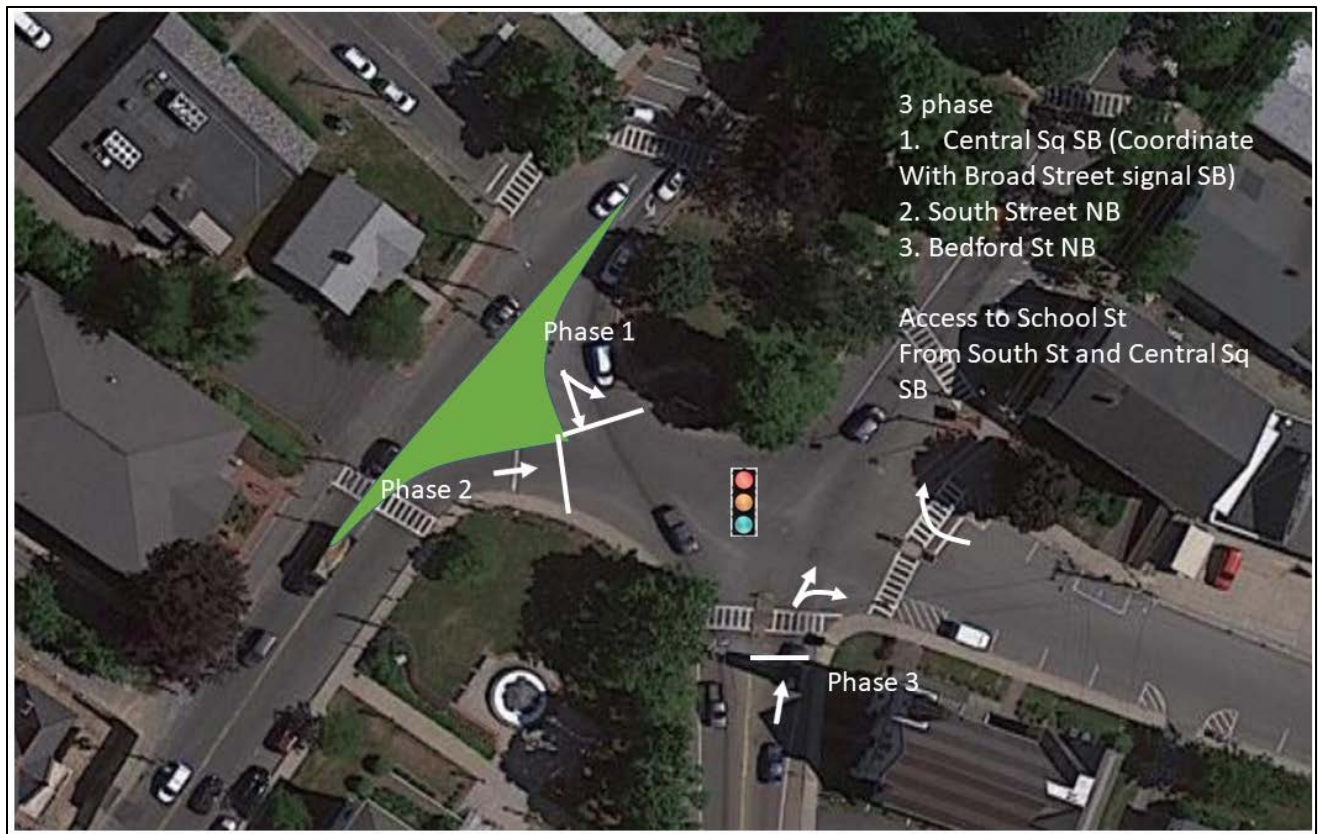 3 phase
1. Central Sq SB (Coordinate
With Broad Street signal SB)
2. South Street NB
3. Bedford St NB
Access to School St
From South St and Central Sq
SB
Phase 1
Phase 2
Phase 3